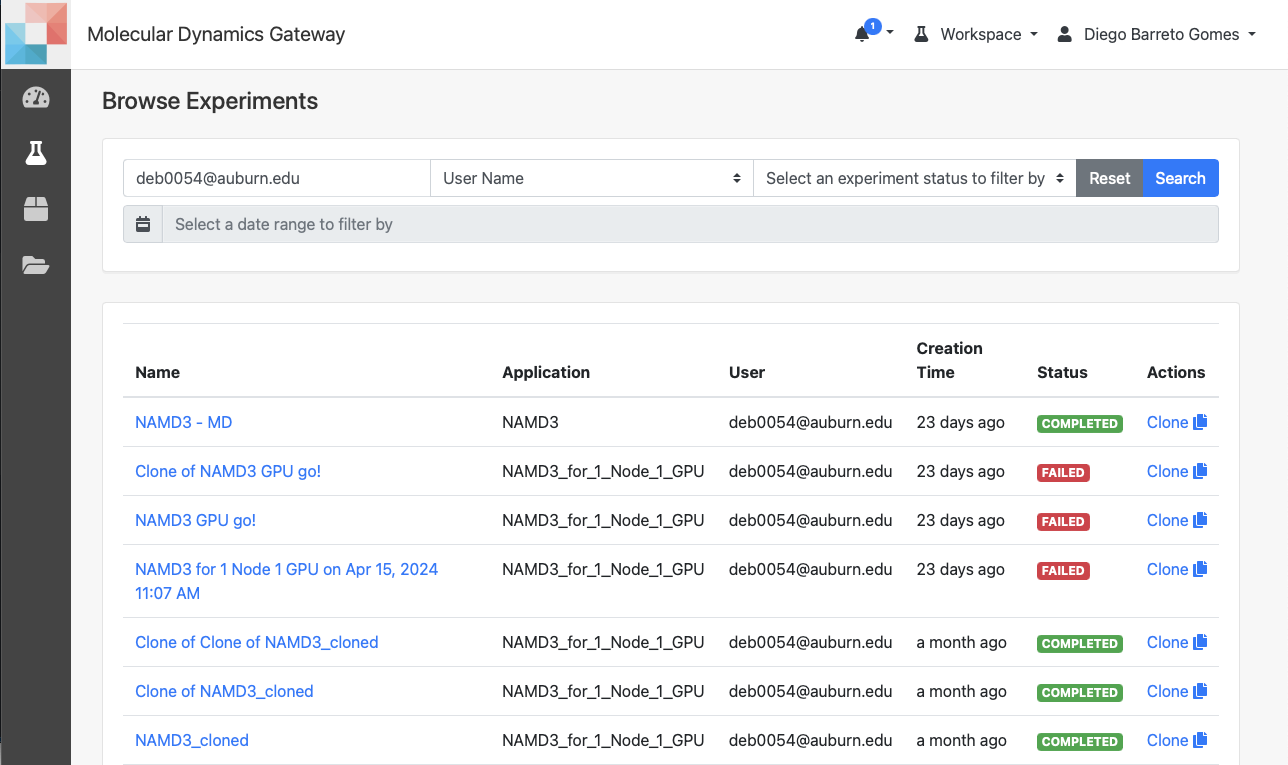 Molecular Dynamics Gateway
1
Workspace
Diego Barreto Gomes
Browse Experiments
deb0054@auburn.edu
User Name
Select an experiment status to filter by
Reset
Search
Select a date range to filter by
Name Application User Creation Time Status Actions
NAMD3 - MD NAMD3 deb0054@auburn.edu 23 days ago COMPLETED Clone
Clone of NAMD3 GPU go! NAMD3_for_1_Node_1_GPU deb0054@auburn.edu 23 days ago FAILED Clone
NAMD3 GPU go! NAMD3_for_1_Node_1_GPU deb0054@auburn.edu 23 days ago FAILED Clone
NAMD3 for 1 Node 1 GPU on Apr 15, 2024 NAMD3_for_1_Node_1_GPU deb0054@auburn.edu 23 days ago FAILED Clone
11:07 AM
Clone of Clone of NAMD3_cloned NAMD3_for_1_Node_1_GPU deb0054@auburn.edu a month ago COMPLETED Clone
Clone of NAMD3_cloned NAMD3_for_1_Node_1_GPU deb0054@auburn.edu a month ago COMPLETED Clone
NAMD3_cloned NAMD3_for_1_Node_1_GPU deb0054@auburn.edu a month ago COMPLETED Clone